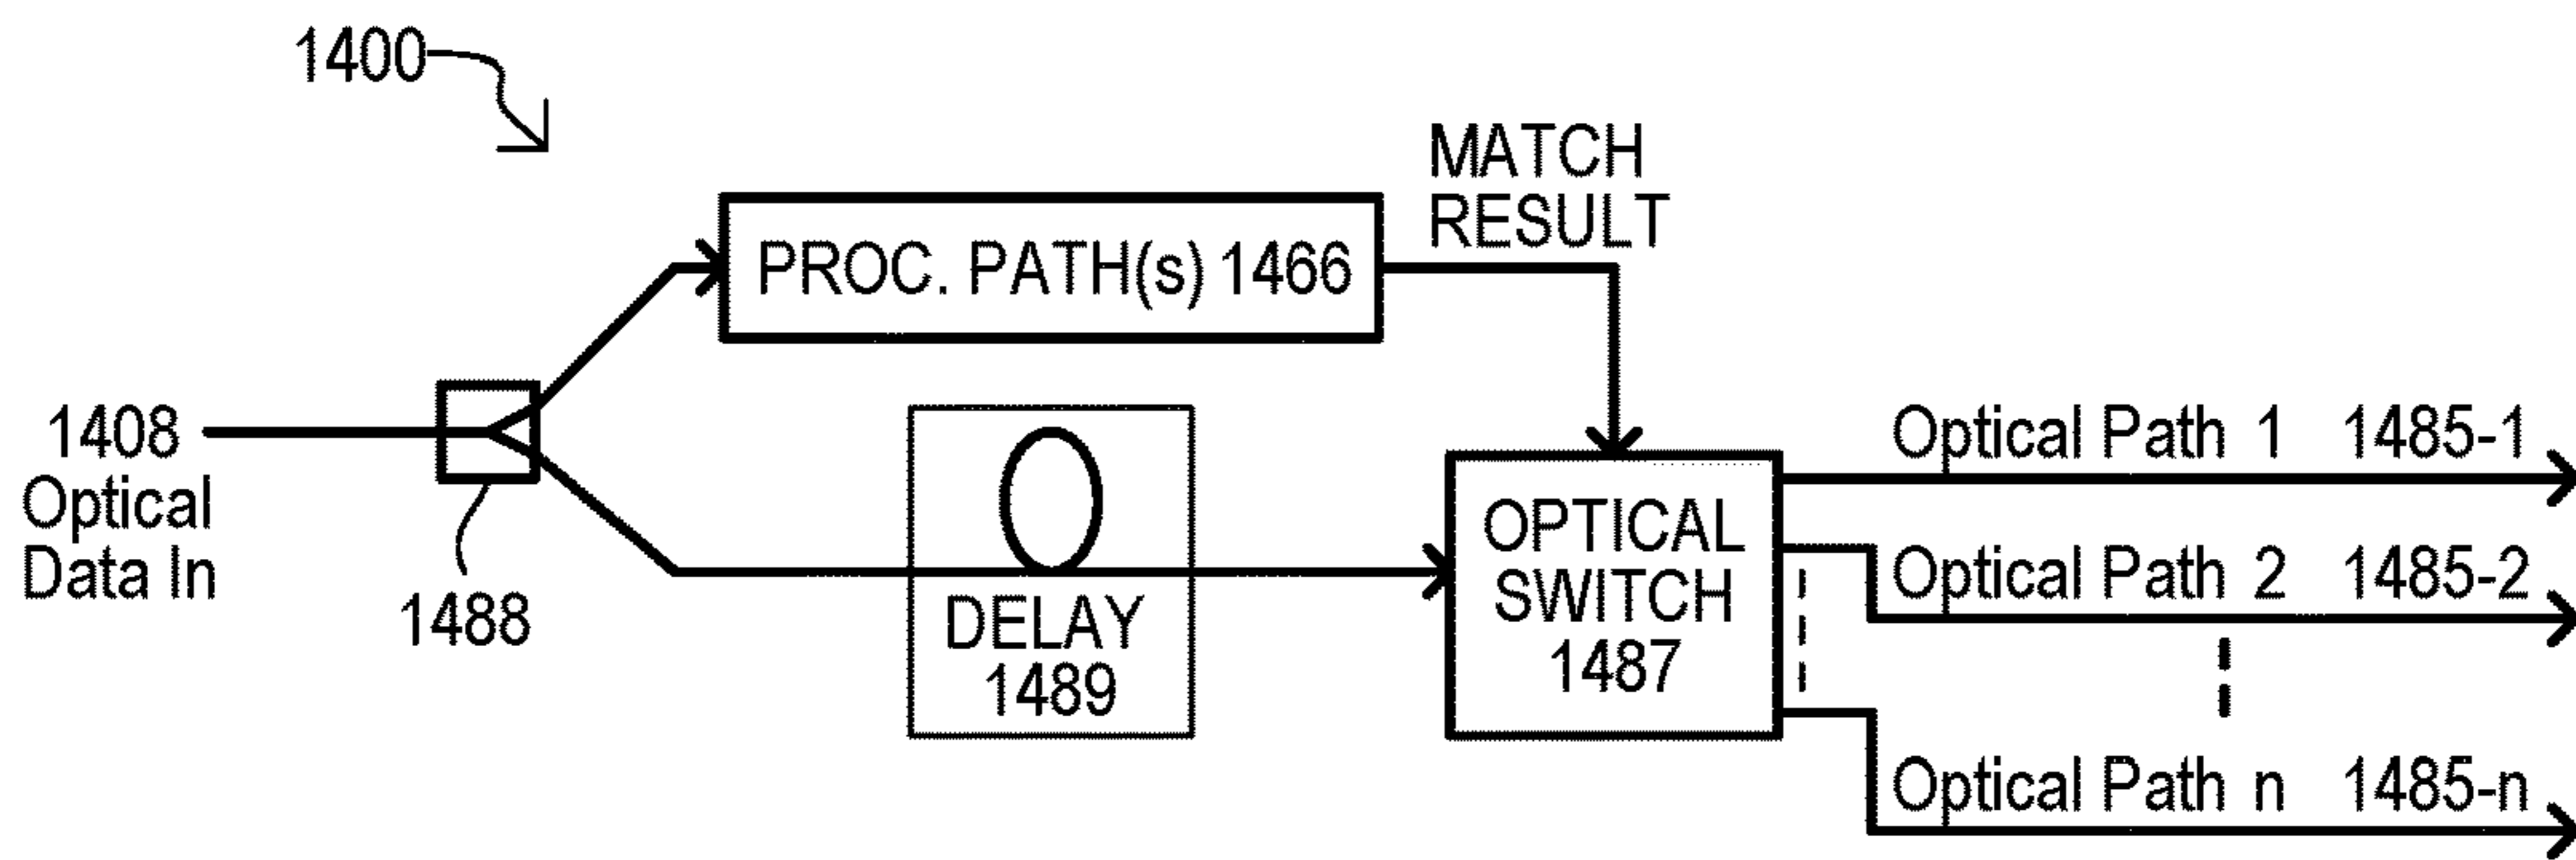 1400
MATCH
RESULT
PROC. PATH(s) 1466
1408
Optical
Data In
1488
DELAY
1489
OPTICAL
SWITCH
1487
Optical Path 1 1485-1
Optical Path 2 1485-2
Optical Path n 1485-n